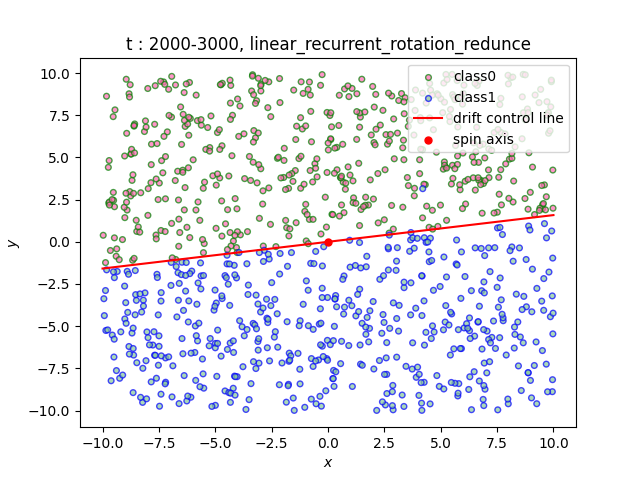 t : 2000-3000, linear_recurrent_rotation_redunce
class0
class1
drift control line
spin axis
10.0
7.5
5.0
2.5
0.0
−2.5
−5.0
−7.5
−10.0
y
−10.0 −7.5 −5.0 −2.5 0.0 2.5 5.0 7.5 10.0
x